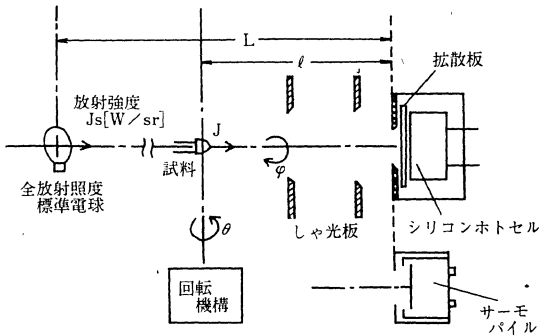 L
ℓ
拡散板
放射強度
Js[W/sr]
J
試料
φ
全放射照度
標準電球
しゃ光板
シリコンホトセル
θ
回転
機構
サーモ
パイル